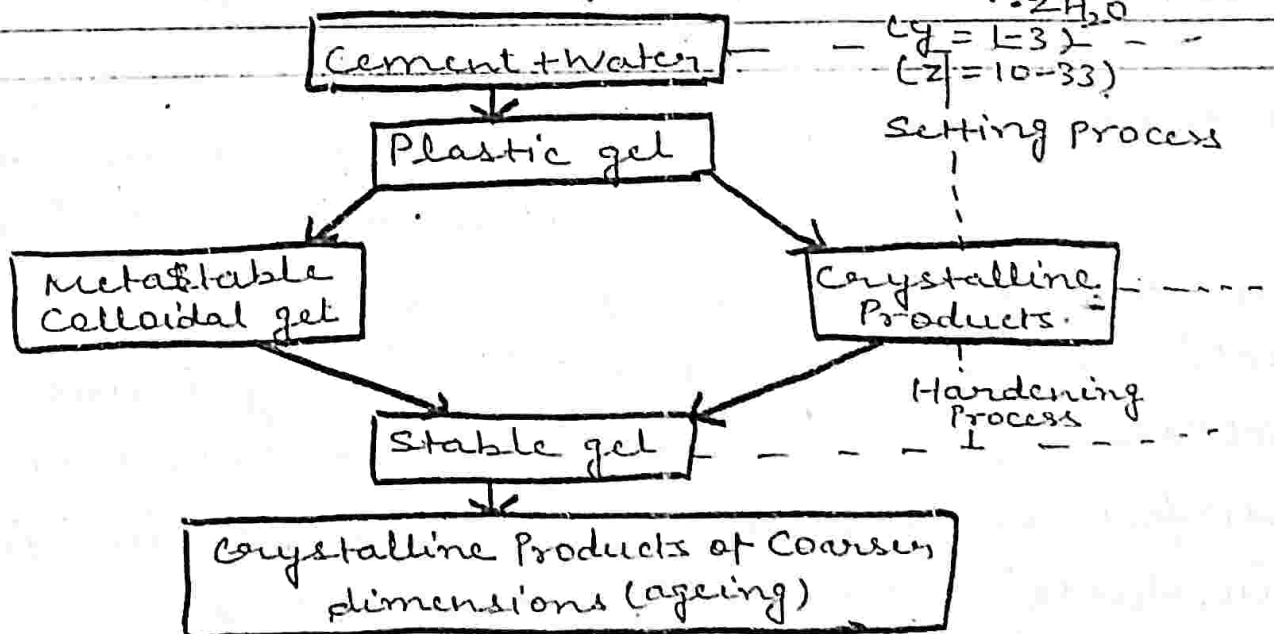 .zH₂O
Cement + Water
(y = 1-3)
(z = 10-33)
Plastic gel
Setting process
Metastable
Colloidal gel
Crystalline
Products.
Hardening
Process
Stable gel
Crystalline Products of Coarser
dimensions (ageing)